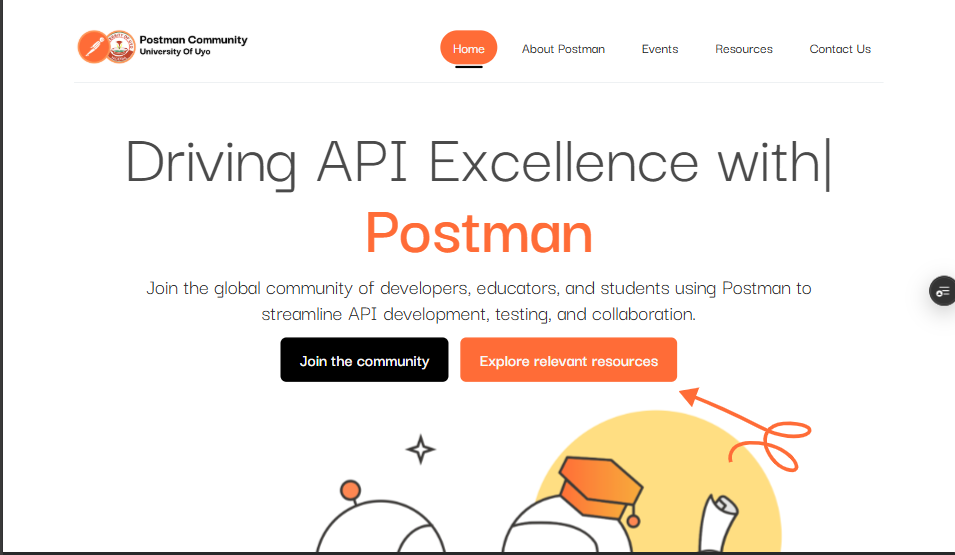 Postman Community
University Of Uyo
Home
About Postman
Events
Resources
Contact Us
Driving API Excellence with|
Postman
Join the global community of developers, educators, and students using Postman to
streamline API development, testing, and collaboration.
Join the community
Explore relevant resources